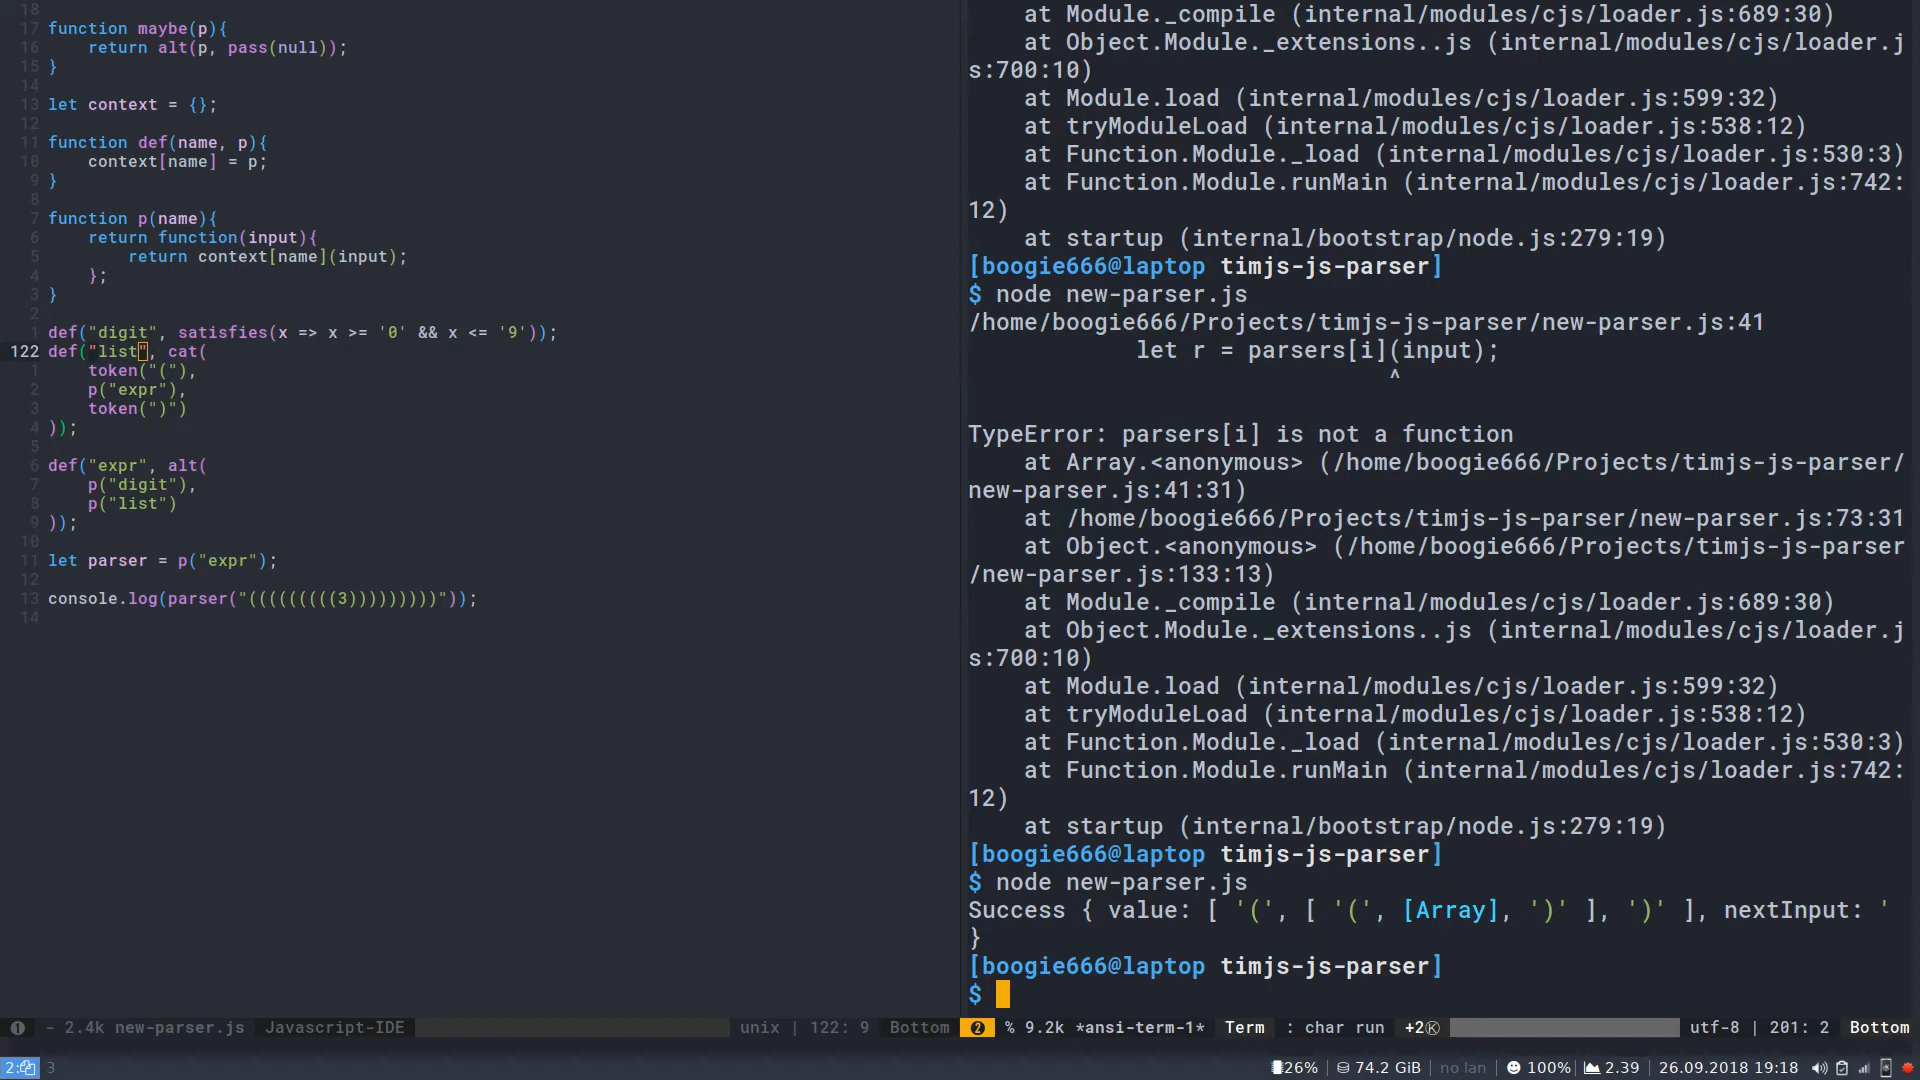 18
17 function maybe(p){
16     return alt(p, pass(null));
15 }
14
13 let context = {};
12
11 function def(name, p){
10     context[name] = p;
9 }
8
7 function p(name){
6     return function(input){
5         return context[name](input);
4     };
3 }
2
1 def("digit", satisfies(x => x >= '0' && x <= '9'));
122 def("list", cat(
1     token("("),
2     p("expr"),
3     token(")")
4 ));
5
6 def("expr", alt(
7     p("digit"),
8     p("list")
9 ));
10
11 let parser = p("expr");
12
13 console.log(parser("(((((((((3)))))))))"));
14
1 - 2.4k new-parser.js Javascript-IDE unix | 122: 9 Bottom
    at Module._compile (internal/modules/cjs/loader.js:689:30)
    at Object.Module._extensions..js (internal/modules/cjs/loader.j
s:700:10)
    at Module.load (internal/modules/cjs/loader.js:599:32)
    at tryModuleLoad (internal/modules/cjs/loader.js:538:12)
    at Function.Module._load (internal/modules/cjs/loader.js:530:3)
    at Function.Module.runMain (internal/modules/cjs/loader.js:742:
12)
    at startup (internal/bootstrap/node.js:279:19)
[boogie666@laptop timjs-js-parser]
$ node new-parser.js
/home/boogie666/Projects/timjs-js-parser/new-parser.js:41
            let r = parsers[i](input);
                              ^
TypeError: parsers[i] is not a function
    at Array.<anonymous> (/home/boogie666/Projects/timjs-js-parser/
new-parser.js:41:31)
    at /home/boogie666/Projects/timjs-js-parser/new-parser.js:73:31
    at Object.<anonymous> (/home/boogie666/Projects/timjs-js-parser
/new-parser.js:133:13)
    at Module._compile (internal/modules/cjs/loader.js:689:30)
    at Object.Module._extensions..js (internal/modules/cjs/loader.j
s:700:10)
    at Module.load (internal/modules/cjs/loader.js:599:32)
    at tryModuleLoad (internal/modules/cjs/loader.js:538:12)
    at Function.Module._load (internal/modules/cjs/loader.js:530:3)
    at Function.Module.runMain (internal/modules/cjs/loader.js:742:
12)
    at startup (internal/bootstrap/node.js:279:19)
[boogie666@laptop timjs-js-parser]
$ node new-parser.js
Success { value: [ '(', [ '(', [Array], ')' ], ')' ], nextInput: '
}
[boogie666@laptop timjs-js-parser]
$
2 % 9.2k *ansi-term-1* Term : char run +2Ⓚ utf-8 | 201: 2 Bottom
2: 3 26% | 74.2 GiB | no lan | 100% | 2.39 | 26.09.2018 19:18